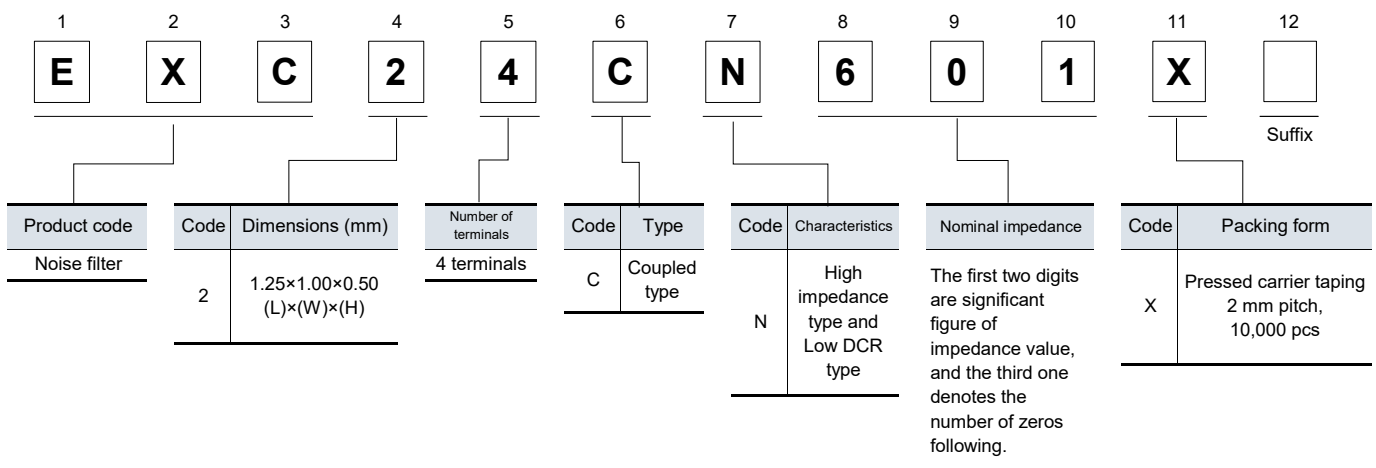 1 2 3 4 5 6 7 8 9 10 11 12
E X C 2 4 C N 6 0 1 X
Suffix
Product code
Noise filter
Code Dimensions (mm)
2 1.25×1.00×0.50
(L)×(W)×(H)
Number of
terminals
4 terminals
Code Type
C Coupled
type
Code Characteristics
N High
impedance
type and
Low DCR
type
Nominal impedance
The first two digits
are significant
figure of
impedance value,
and the third one
denotes the
number of zeros
following.
Code Packing form
X Pressed carrier taping
2 mm pitch,
10,000 pcs